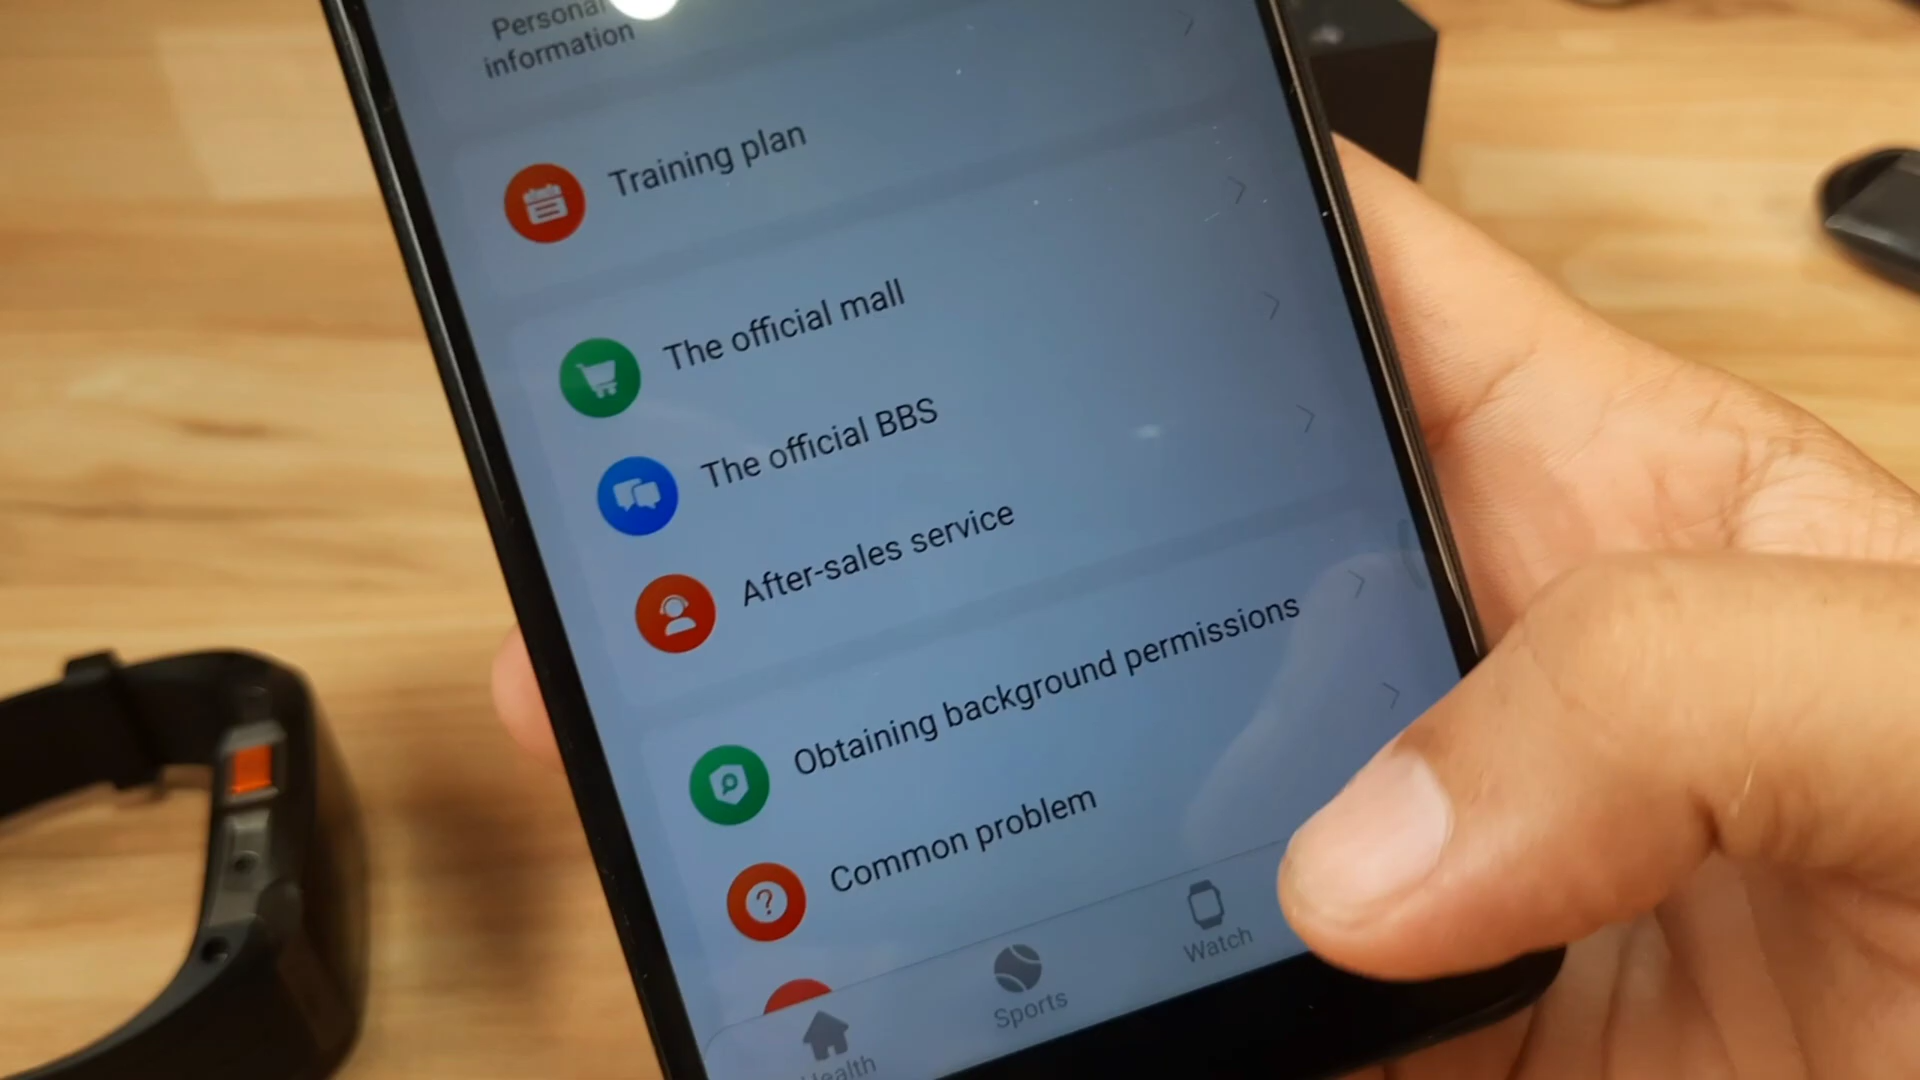 Personal
information
Training plan
The official mall
The official BBS
After-sales service
Obtaining background permissions
Common problem
Health
Sports
Watch